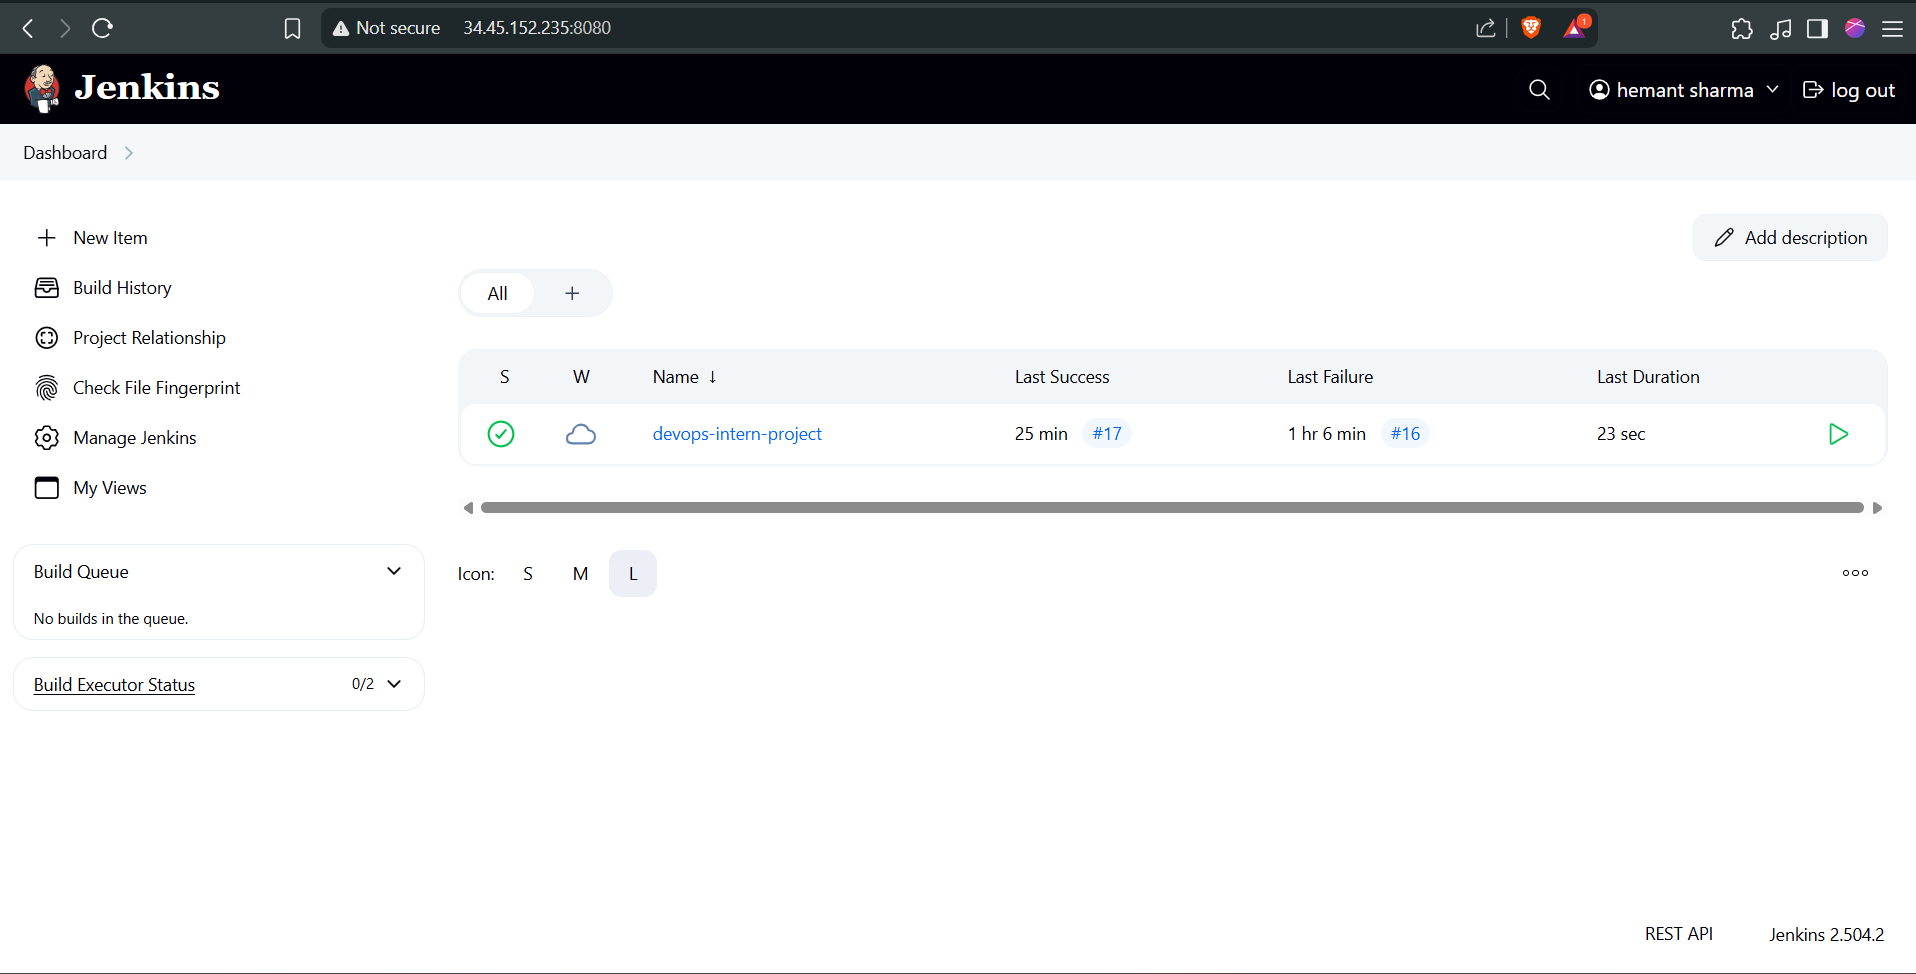 Not secure 34.45.152.235:8080
1
Jenkins
hemant sharma
log out
Dashboard
New Item
Build History
Project Relationship
Check File Fingerprint
Manage Jenkins
My Views
Build Queue
No builds in the queue.
Build Executor Status 0/2
Add description
All +
S W Name ↓ Last Success Last Failure Last Duration
devops-intern-project 25 min #17 1 hr 6 min #16 23 sec
Icon: S M L
REST API Jenkins 2.504.2